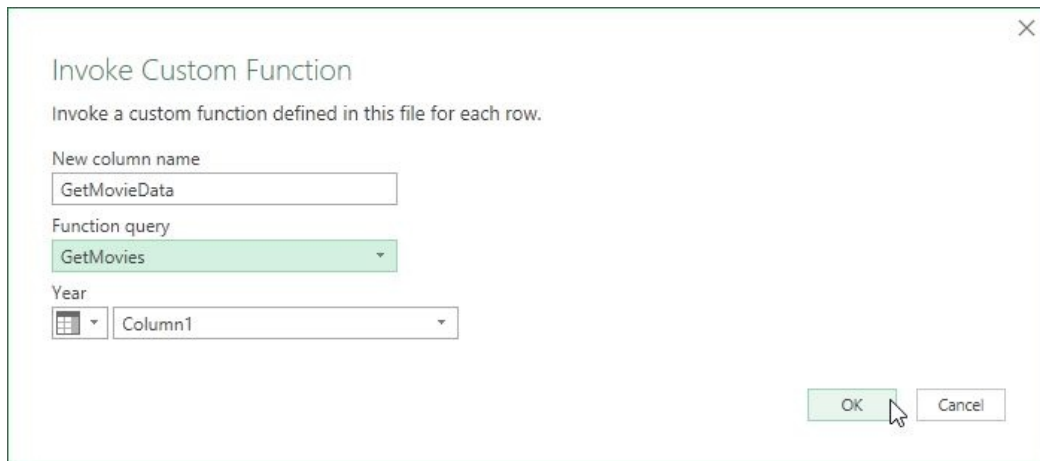 Invoke Custom Function
Invoke a custom function defined in this file for each row.
New column name
GetMovieData
Function query
GetMovies
Year
Column1
OK
Cancel